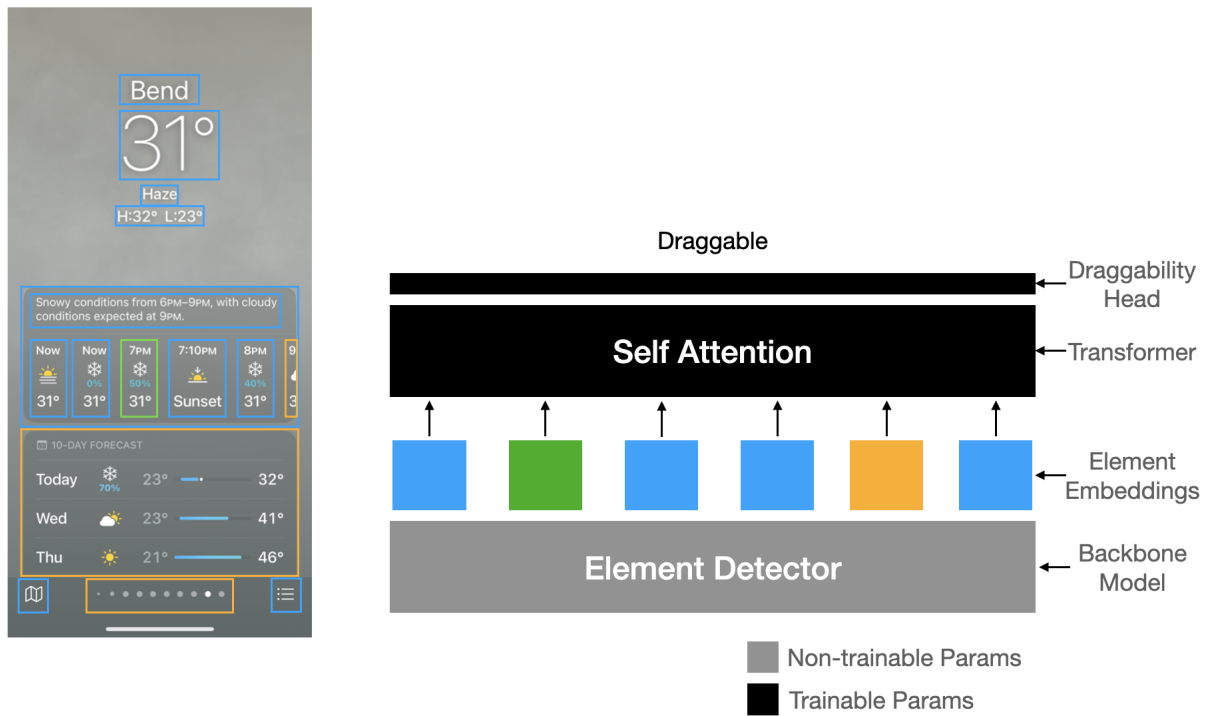 Bend
31°
Haze
H:32° L:23°
Snowy conditions from 6PM–9PM, with cloudy
conditions expected at 9PM.
Now Now 7PM 7:10PM 8PM 9
0% 50% 40%
31° 31° 31° Sunset 31° 3
10-DAY FORECAST
Today 70% 23° 32°
Wed 23° 41°
Thu 21° 46°
Draggable
Draggability
Head
Self Attention
Transformer
Element
Embeddings
Element Detector
Backbone
Model
Non-trainable Params
Trainable Params